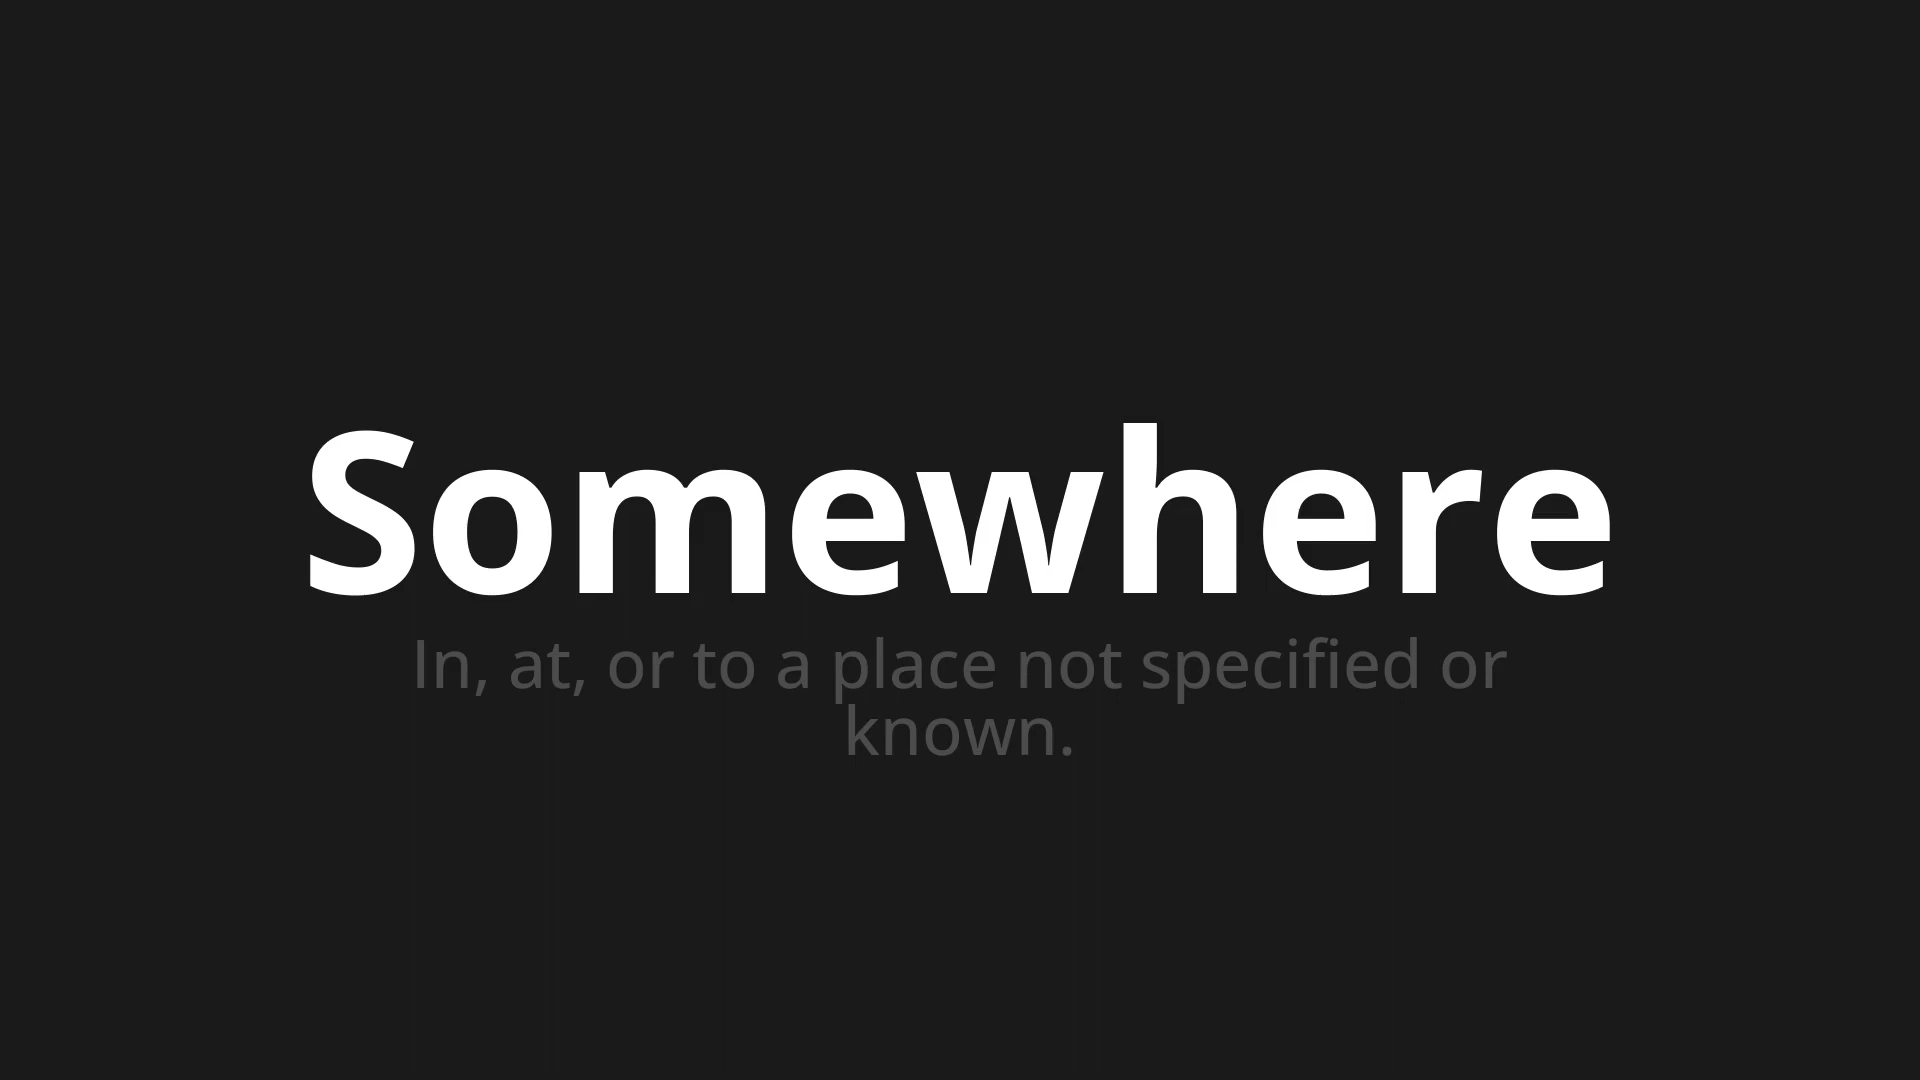 Somewhere
In, at, or to a place not specified or
known.